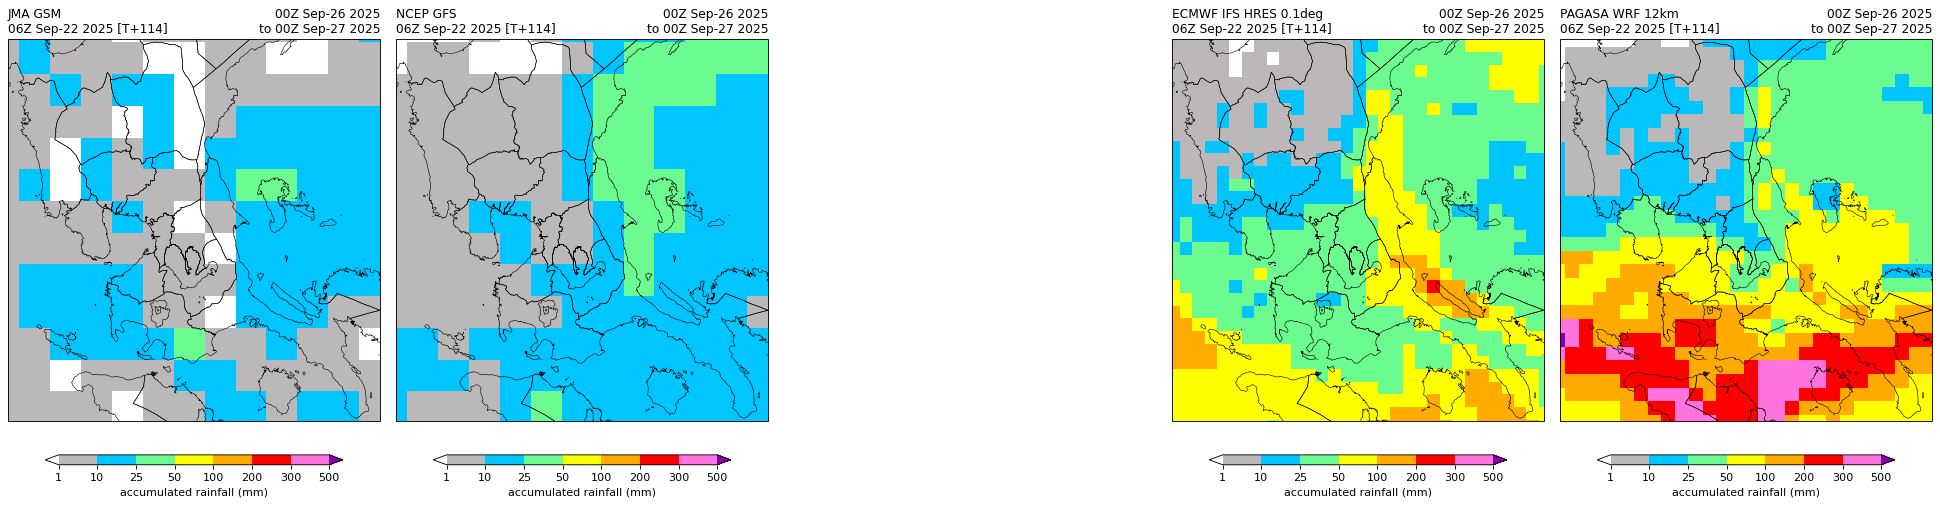 JMA GSM 00Z Sep-26 2025
06Z Sep-22 2025 [T+114] to 00Z Sep-27 2025
1 10 25 50 100 200 300 500
accumulated rainfall (mm)
NCEP GFS 00Z Sep-26 2025
06Z Sep-22 2025 [T+114] to 00Z Sep-27 2025
1 10 25 50 100 200 300 500
accumulated rainfall (mm)
ECMWF IFS HRES 0.1deg 00Z Sep-26 2025
06Z Sep-22 2025 [T+114] to 00Z Sep-27 2025
1 10 25 50 100 200 300 500
accumulated rainfall (mm)
PAGASA WRF 12km 00Z Sep-26 2025
06Z Sep-22 2025 [T+114] to 00Z Sep-27 2025
1 10 25 50 100 200 300 500
accumulated rainfall (mm)